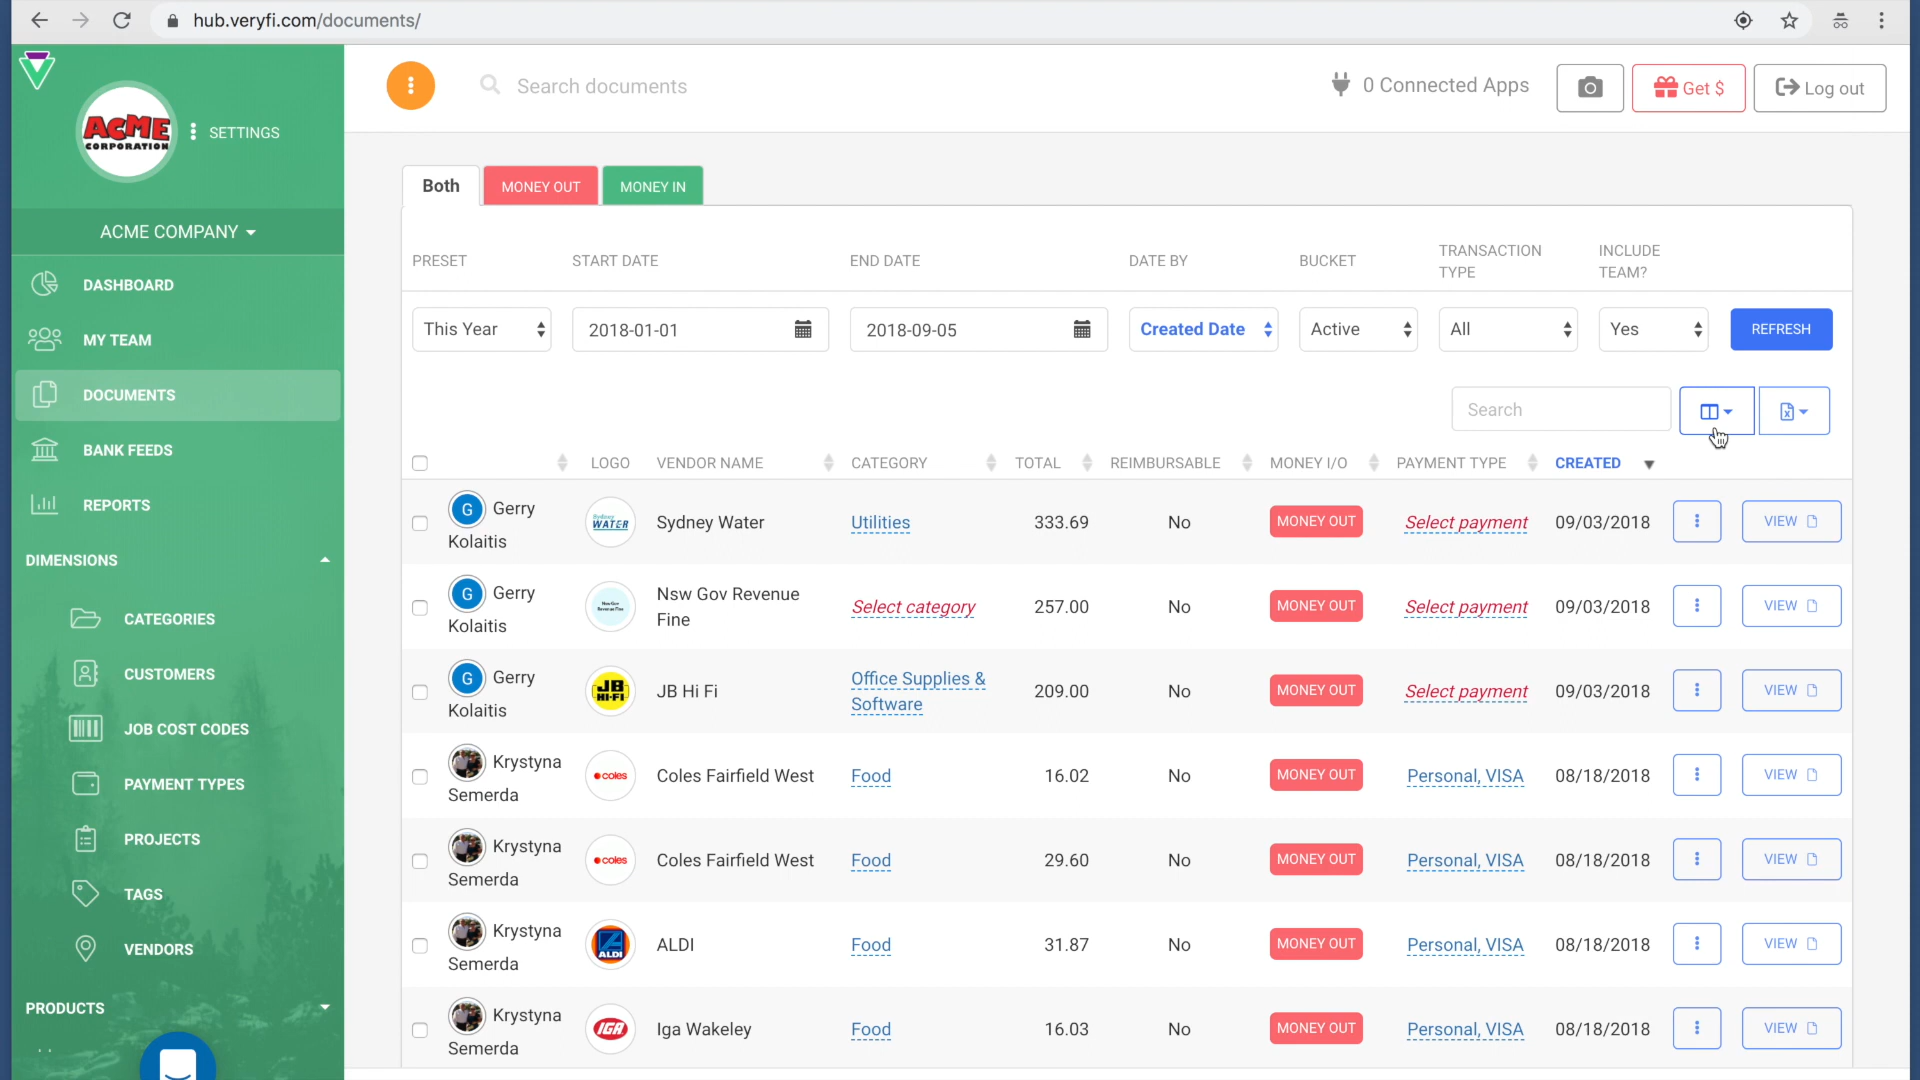 hub.veryfi.com/documents/
Search documents
0 Connected Apps
Get $
Log out
ACME
CORPORATION
SETTINGS
ACME COMPANY
DASHBOARD
MY TEAM
DOCUMENTS
BANK FEEDS
REPORTS
DIMENSIONS
CATEGORIES
CUSTOMERS
JOB COST CODES
PAYMENT TYPES
PROJECTS
TAGS
VENDORS
PRODUCTS
Both
MONEY OUT
MONEY IN
PRESET
START DATE
END DATE
DATE BY
BUCKET
TRANSACTION
TYPE
INCLUDE
TEAM?
This Year
2018-01-01
2018-09-05
Created Date
Active
All
Yes
REFRESH
Search
LOGO
VENDOR NAME
CATEGORY
TOTAL
REIMBURSABLE
MONEY I/O
PAYMENT TYPE
CREATED
G Gerry
Kolaitis
Sydney
WATER
Sydney Water
Utilities
333.69
No
MONEY OUT
Select payment
09/03/2018
VIEW
G Gerry
Kolaitis
Nsw Gov
Revenue Fine
Nsw Gov Revenue
Fine
Select category
257.00
No
MONEY OUT
Select payment
09/03/2018
VIEW
G Gerry
Kolaitis
JB
HI-FI
JB Hi Fi
Office Supplies &
Software
209.00
No
MONEY OUT
Select payment
09/03/2018
VIEW
Krystyna
Semerda
coles
Coles Fairfield West
Food
16.02
No
MONEY OUT
Personal, VISA
08/18/2018
VIEW
Krystyna
Semerda
coles
Coles Fairfield West
Food
29.60
No
MONEY OUT
Personal, VISA
08/18/2018
VIEW
Krystyna
Semerda
ALDI
ALDI
Food
31.87
No
MONEY OUT
Personal, VISA
08/18/2018
VIEW
Krystyna
Semerda
IGA
Iga Wakeley
Food
16.03
No
MONEY OUT
Personal, VISA
08/18/2018
VIEW